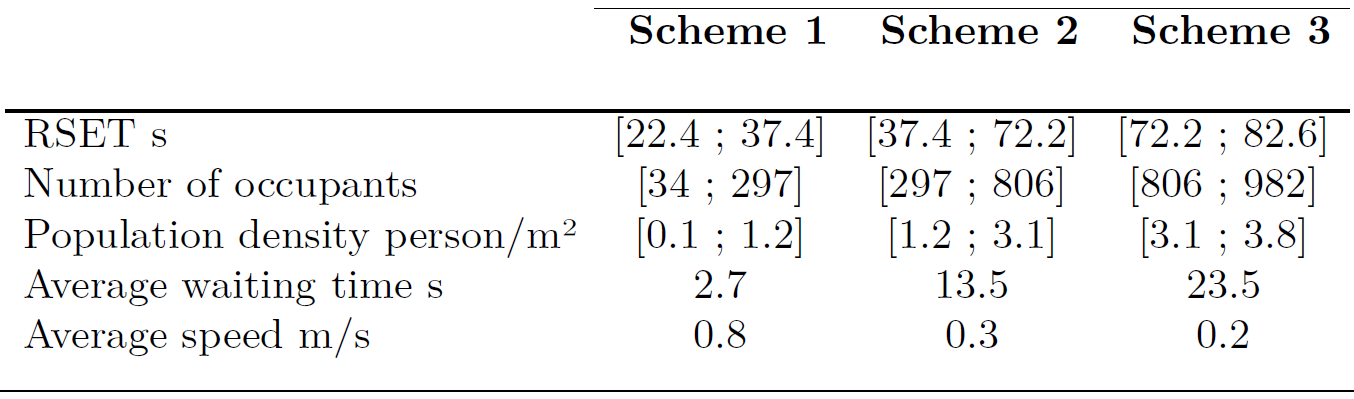 Scheme 1 Scheme 2 Scheme 3
RSET s [22.4 ; 37.4] [37.4 ; 72.2] [72.2 ; 82.6]
Number of occupants [34 ; 297] [297 ; 806] [806 ; 982]
Population density person/m² [0.1 ; 1.2] [1.2 ; 3.1] [3.1 ; 3.8]
Average waiting time s 2.7 13.5 23.5
Average speed m/s 0.8 0.3 0.2